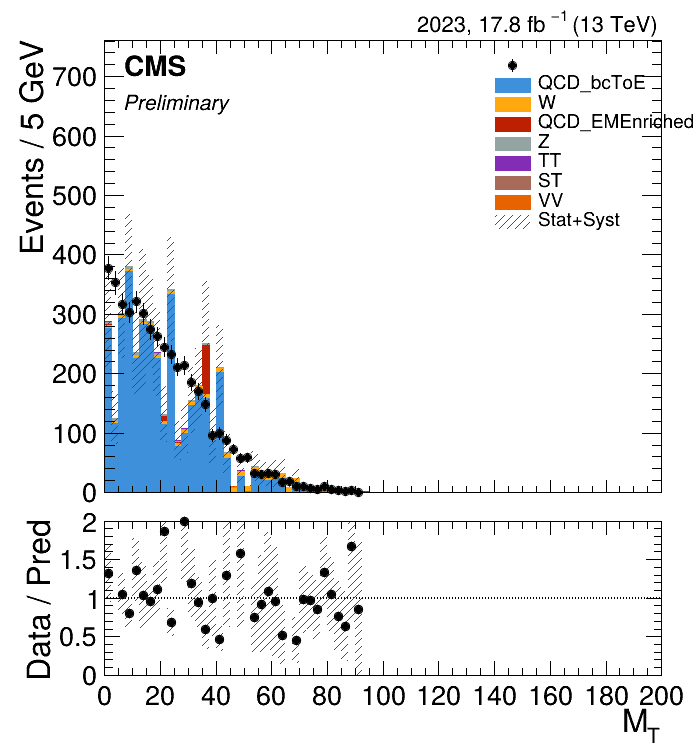 2023, 17.8 fb⁻¹ (13 TeV)
CMS
Preliminary
QCD_bcToE
W
QCD_EMEnriched
Z
TT
ST
VV
Stat+Syst
Events / 5 GeV
700
600
500
400
300
200
100
0
Data / Pred
2
1.5
1
0.5
0
0 20 40 60 80 100 120 140 160 180 200
M_T